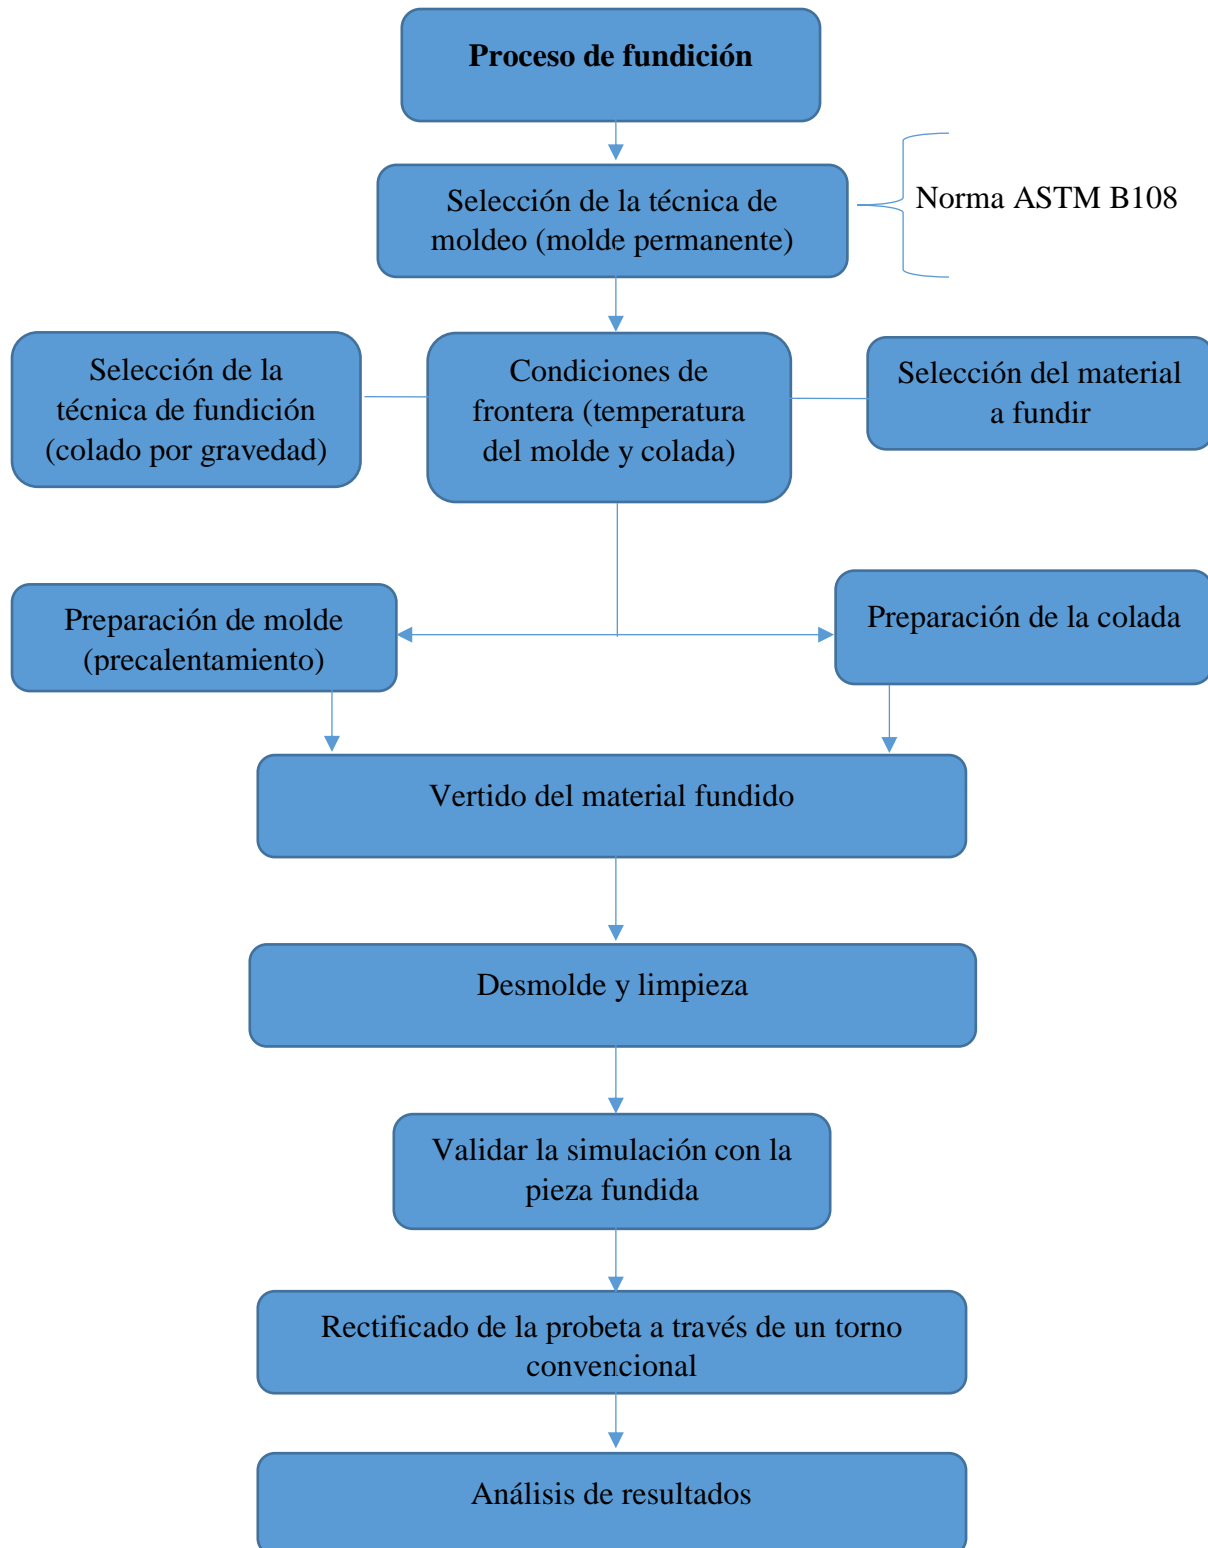 Proceso de fundición
Selección de la técnica de
moldeo (molde permanente)
Norma ASTM B108
Selección de la
técnica de fundición
(colado por gravedad)
Condiciones de
frontera (temperatura
del molde y colada)
Selección del material
a fundir
Preparación de molde
(precalentamiento)
Preparación de la colada
Vertido del material fundido
Desmolde y limpieza
Validar la simulación con la
pieza fundida
Rectificado de la probeta a través de un torno
convencional
Análisis de resultados